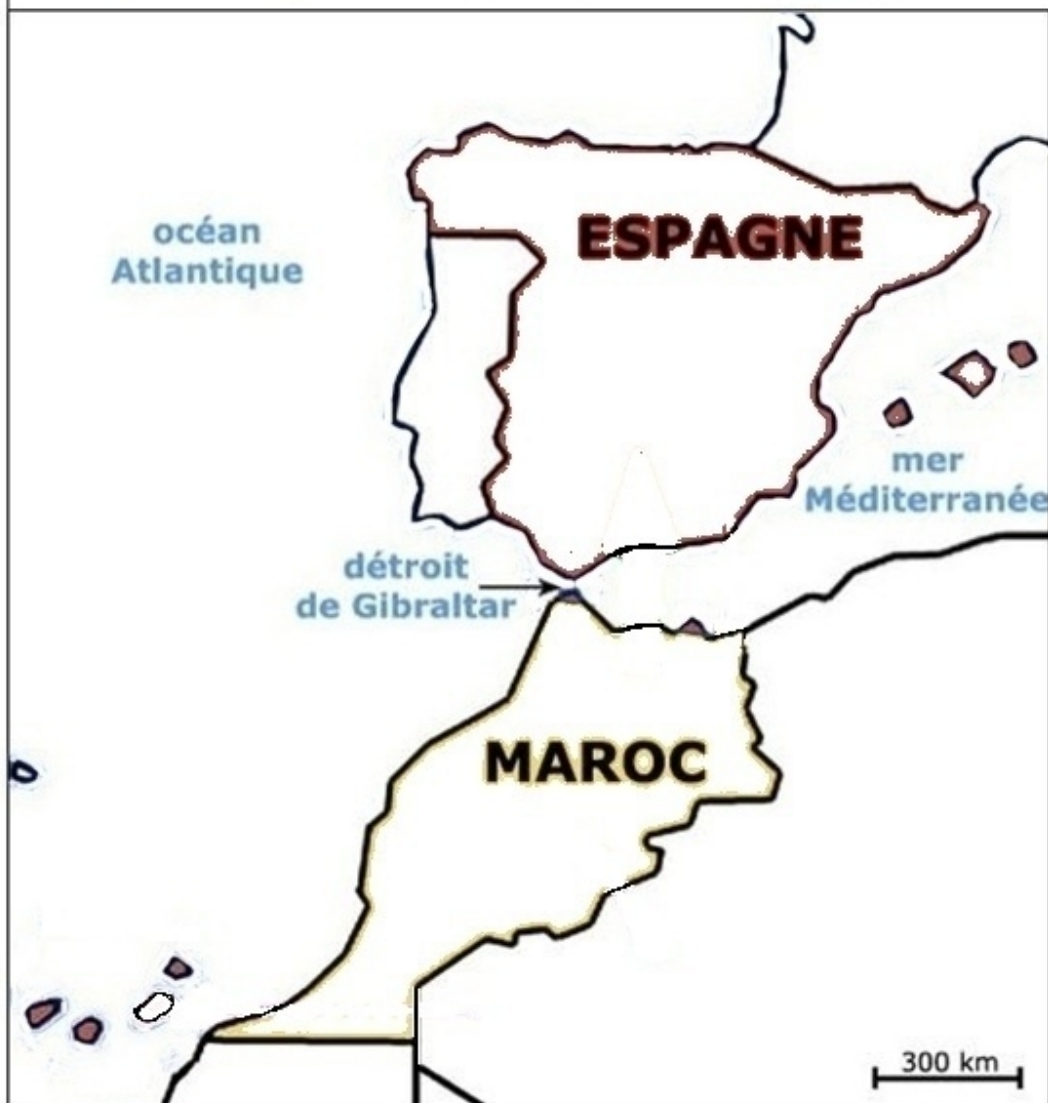 ESPAGNE
océan
Atlantique
mer
Méditerranée
détroit
de Gibraltar
MAROC
300 km